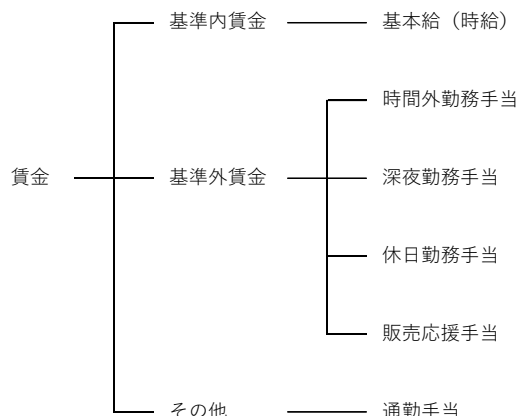 基準内賃金 基本給（時給）
時間外勤務手当
賃金 基準外賃金 深夜勤務手当
休日勤務手当
販売応援手当
その他 通勤手当